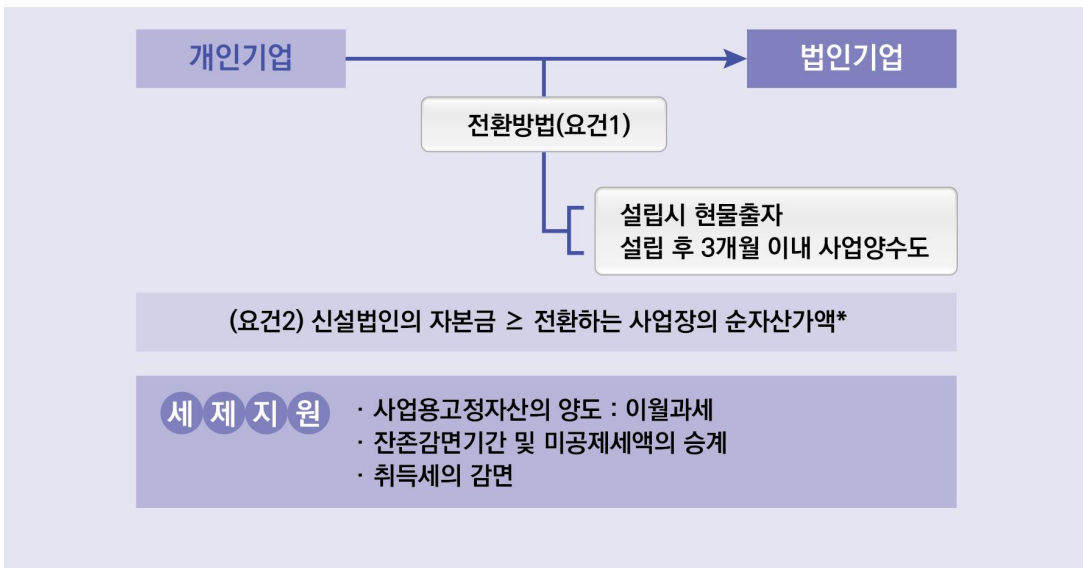 개인기업
법인기업
전환방법(요건1)
설립시 현물출자
설립 후 3개월 이내 사업양수도
(요건2) 신설법인의 자본금 ≥ 전환하는 사업장의 순자산가액*
세제지원
· 사업용고정자산의 양도 : 이월과세
· 잔존감면기간 및 미공제세액의 승계
· 취득세의 감면